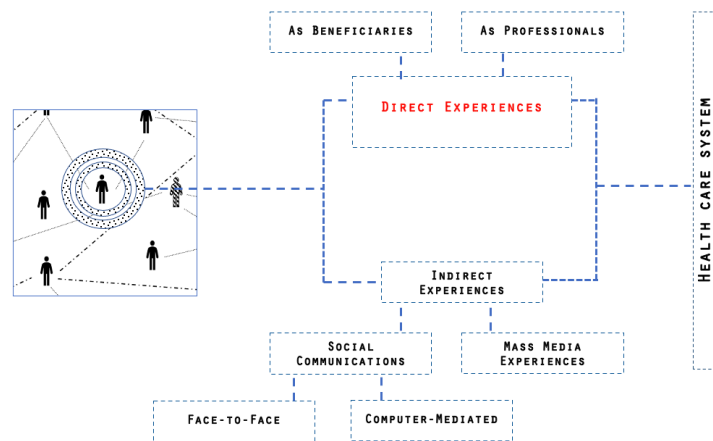 As Beneficiaries
As Professionals
Direct Experiences
Health care system
Indirect
Experiences
Social
Communications
Mass Media
Experiences
Face-to-Face
Computer-Mediated